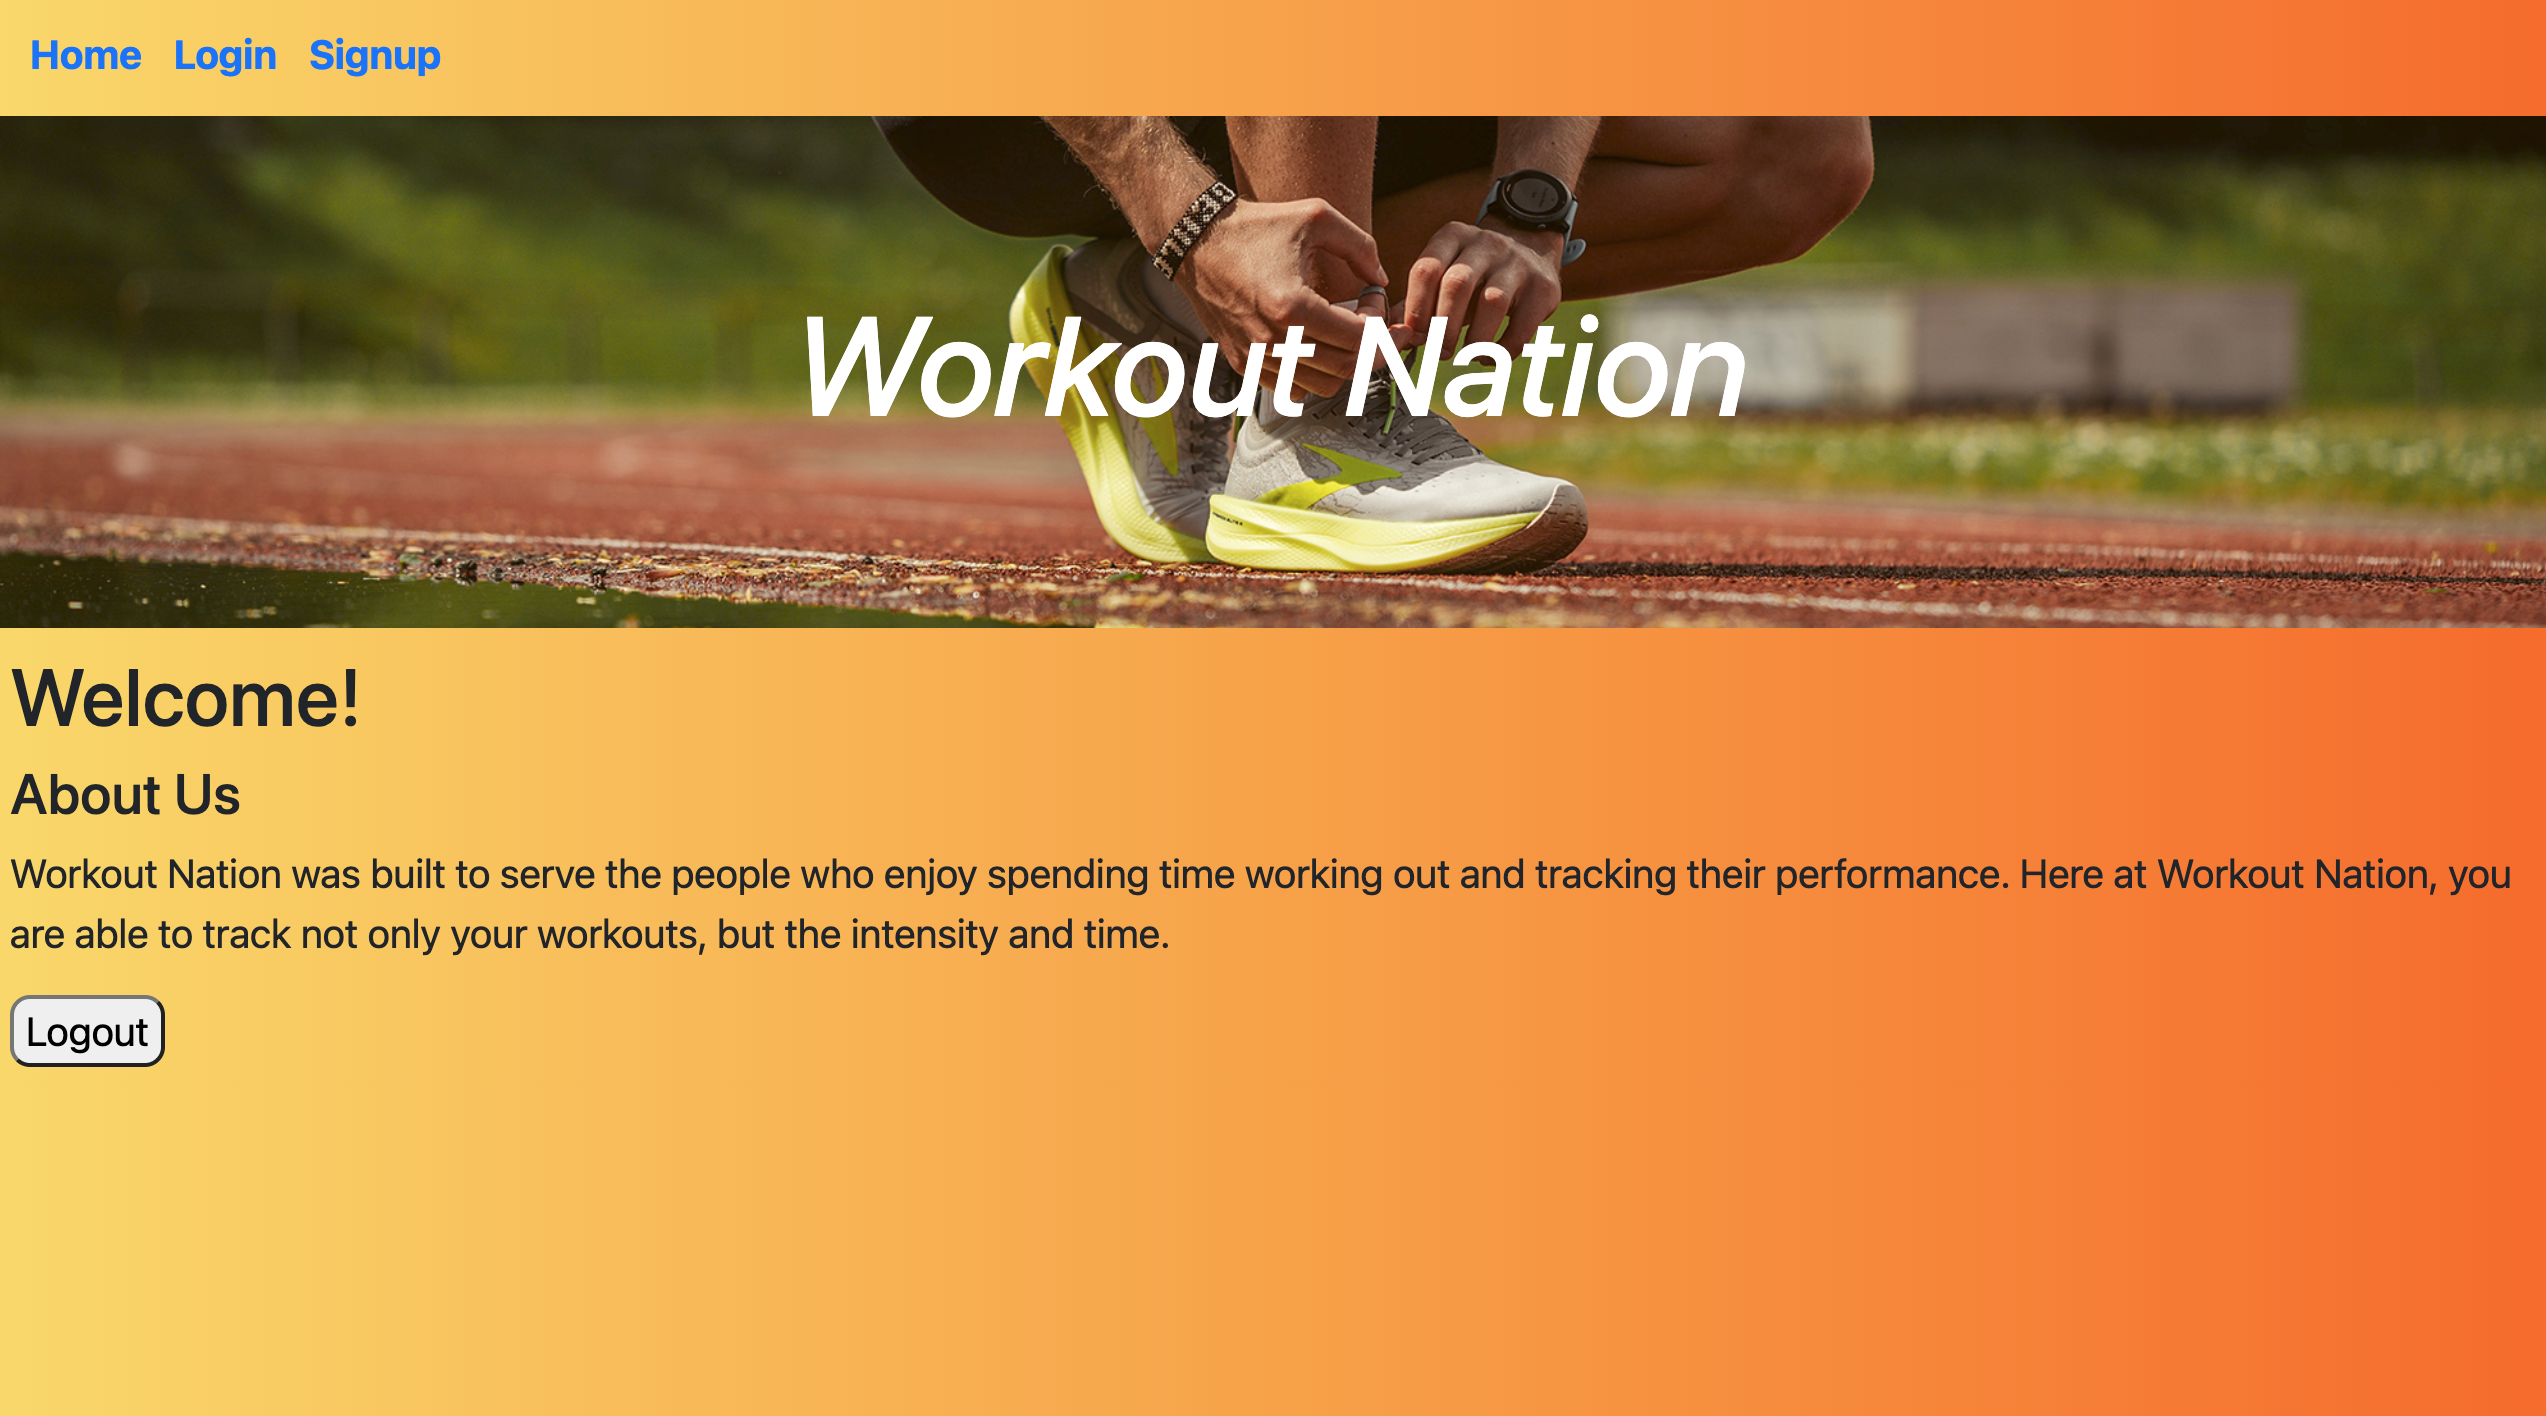 Home Login Signup
Workout Nation
Welcome!
About Us
Workout Nation was built to serve the people who enjoy spending time working out and tracking their performance. Here at Workout Nation, you
are able to track not only your workouts, but the intensity and time.
Logout